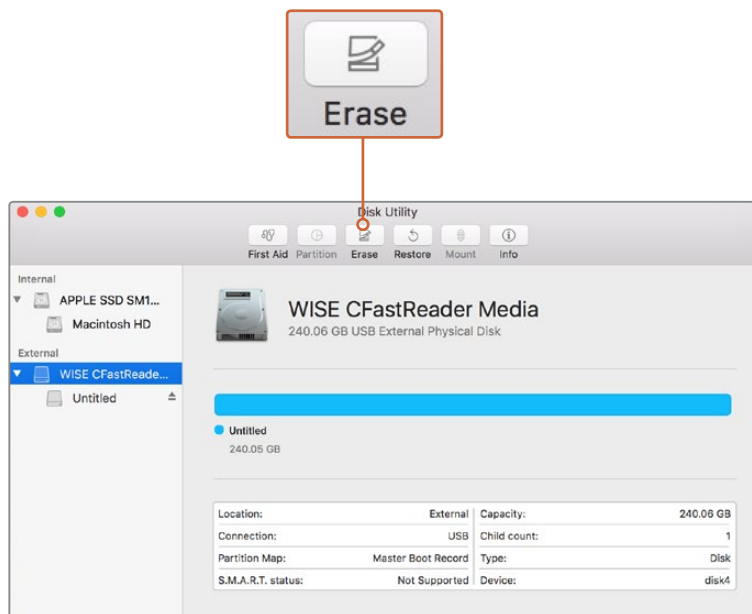 Erase
Disk Utility
First Aid Partition Erase Restore Mount Info
Internal
APPLE SSD SM1...
Macintosh HD
External
WISE CFastReade...
Untitled
WISE CFastReader Media
240.06 GB USB External Physical Disk
Untitled
240.05 GB
Location: External Capacity: 240.06 GB
Connection: USB Child count: 1
Partition Map: Master Boot Record Type: Disk
S.M.A.R.T. status: Not Supported Device: disk4